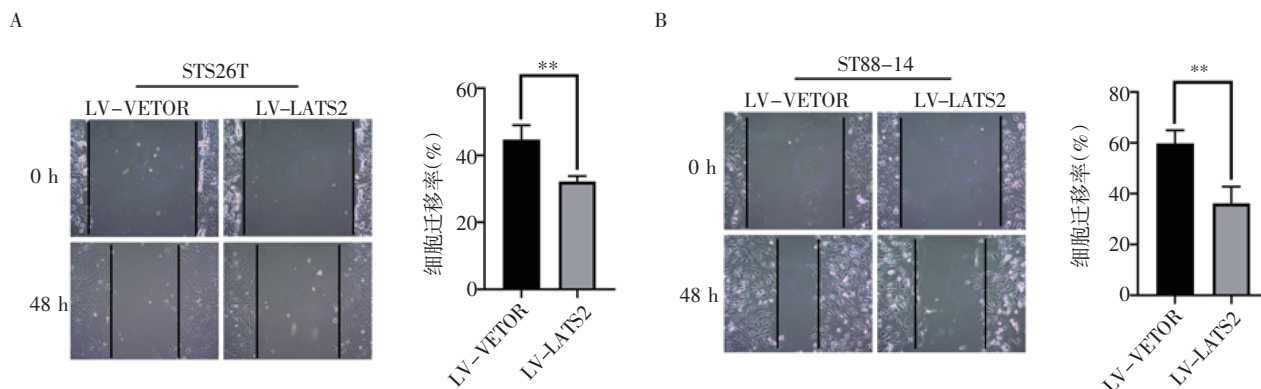 A
STS26T
LV-VETOR LV-LATS2
0 h
48 h
**
细胞迁移率(%)
60
40
20
0
LV-VETOR
LV-LATS2
B
ST88-14
LV-VETOR LV-LATS2
0 h
48 h
**
细胞迁移率(%)
80
60
40
20
0
LV-VETOR
LV-LATS2